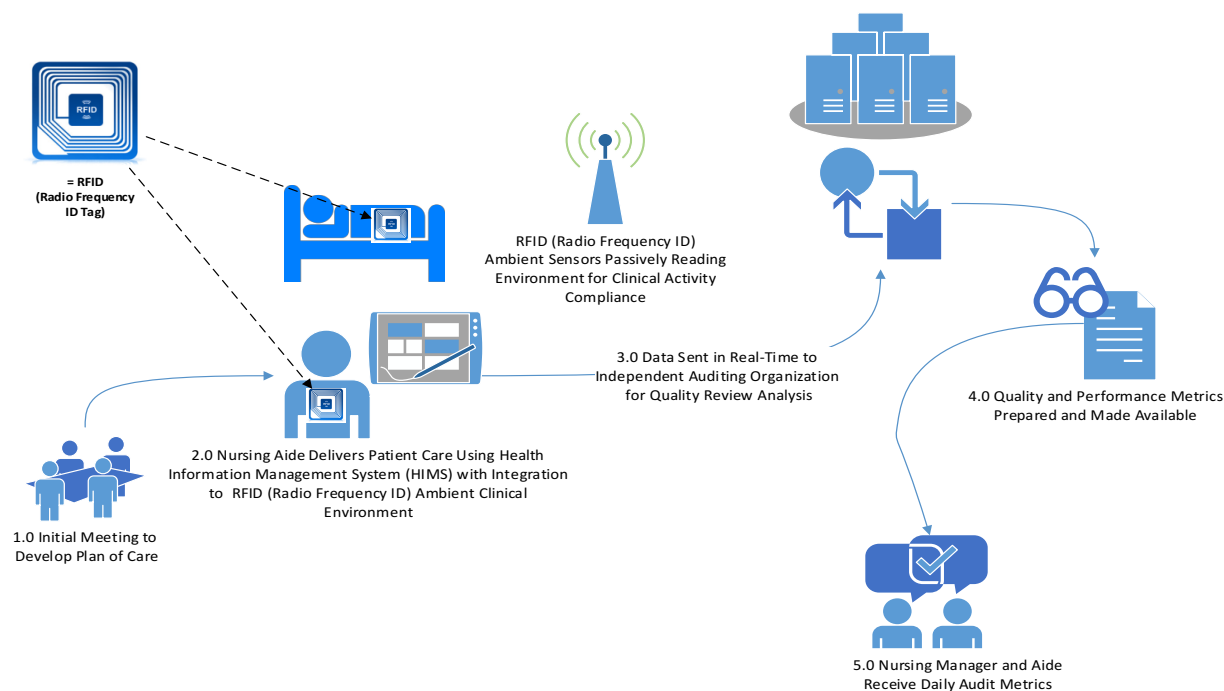 RFID
= RFID
(Radio Frequency
ID Tag)
RFID (Radio Frequency ID)
Ambient Sensors Passively Reading
Environment for Clinical Activity
Compliance
1.0 Initial Meeting to
Develop Plan of Care
2.0 Nursing Aide Delivers Patient Care Using Health
Information Management System (HIMS) with Integration
to RFID (Radio Frequency ID) Ambient Clinical
Environment
3.0 Data Sent in Real-Time to
Independent Auditing Organization
for Quality Review Analysis
4.0 Quality and Performance Metrics
Prepared and Made Available
5.0 Nursing Manager and Aide
Receive Daily Audit Metrics